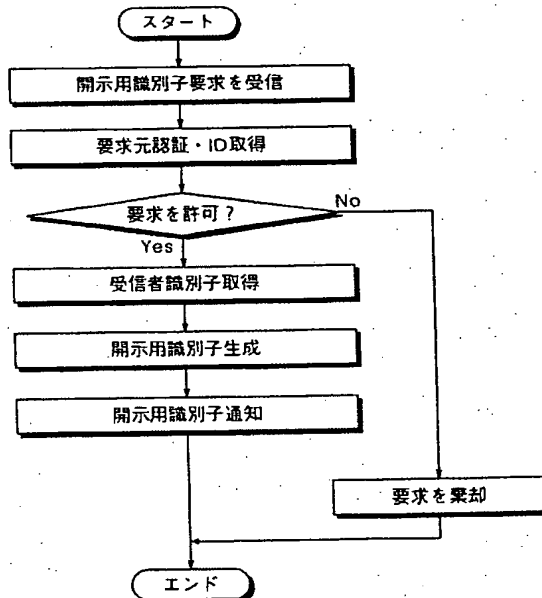 スタート
開示用識別子要求を受信
要求元認証・ID取得
要求を許可？
No
Yes
受信者識別子取得
開示用識別子生成
開示用識別子通知
要求を棄却
エンド